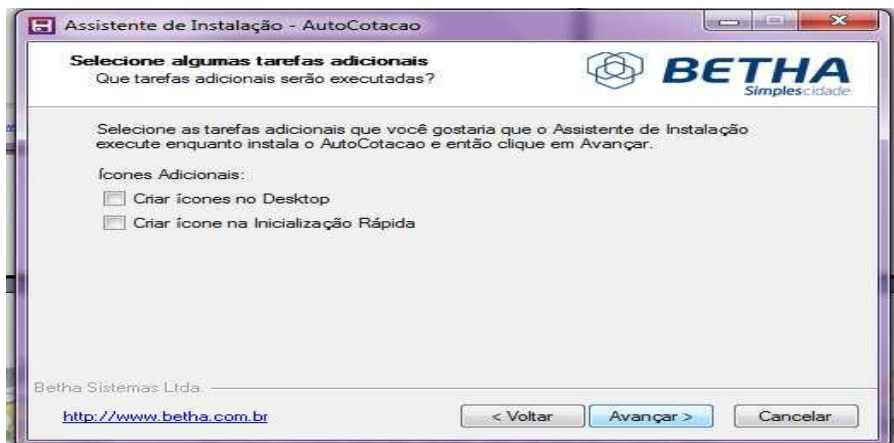 Assistente de Instalação - AutoCotacao
Selecione algumas tarefas adicionais
Que tarefas adicionais serão executadas?
BETHA
Simplescidade
Selecione as tarefas adicionais que você gostaria que o Assistente de Instalação
execute enquanto instala o AutoCotacao e então clique em Avançar.
Ícones Adicionais:
Criar ícones no Desktop
Criar ícone na Inicialização Rápida
Betha Sistemas Ltda.
http://www.betha.com.br
< Voltar
Avançar >
Cancelar